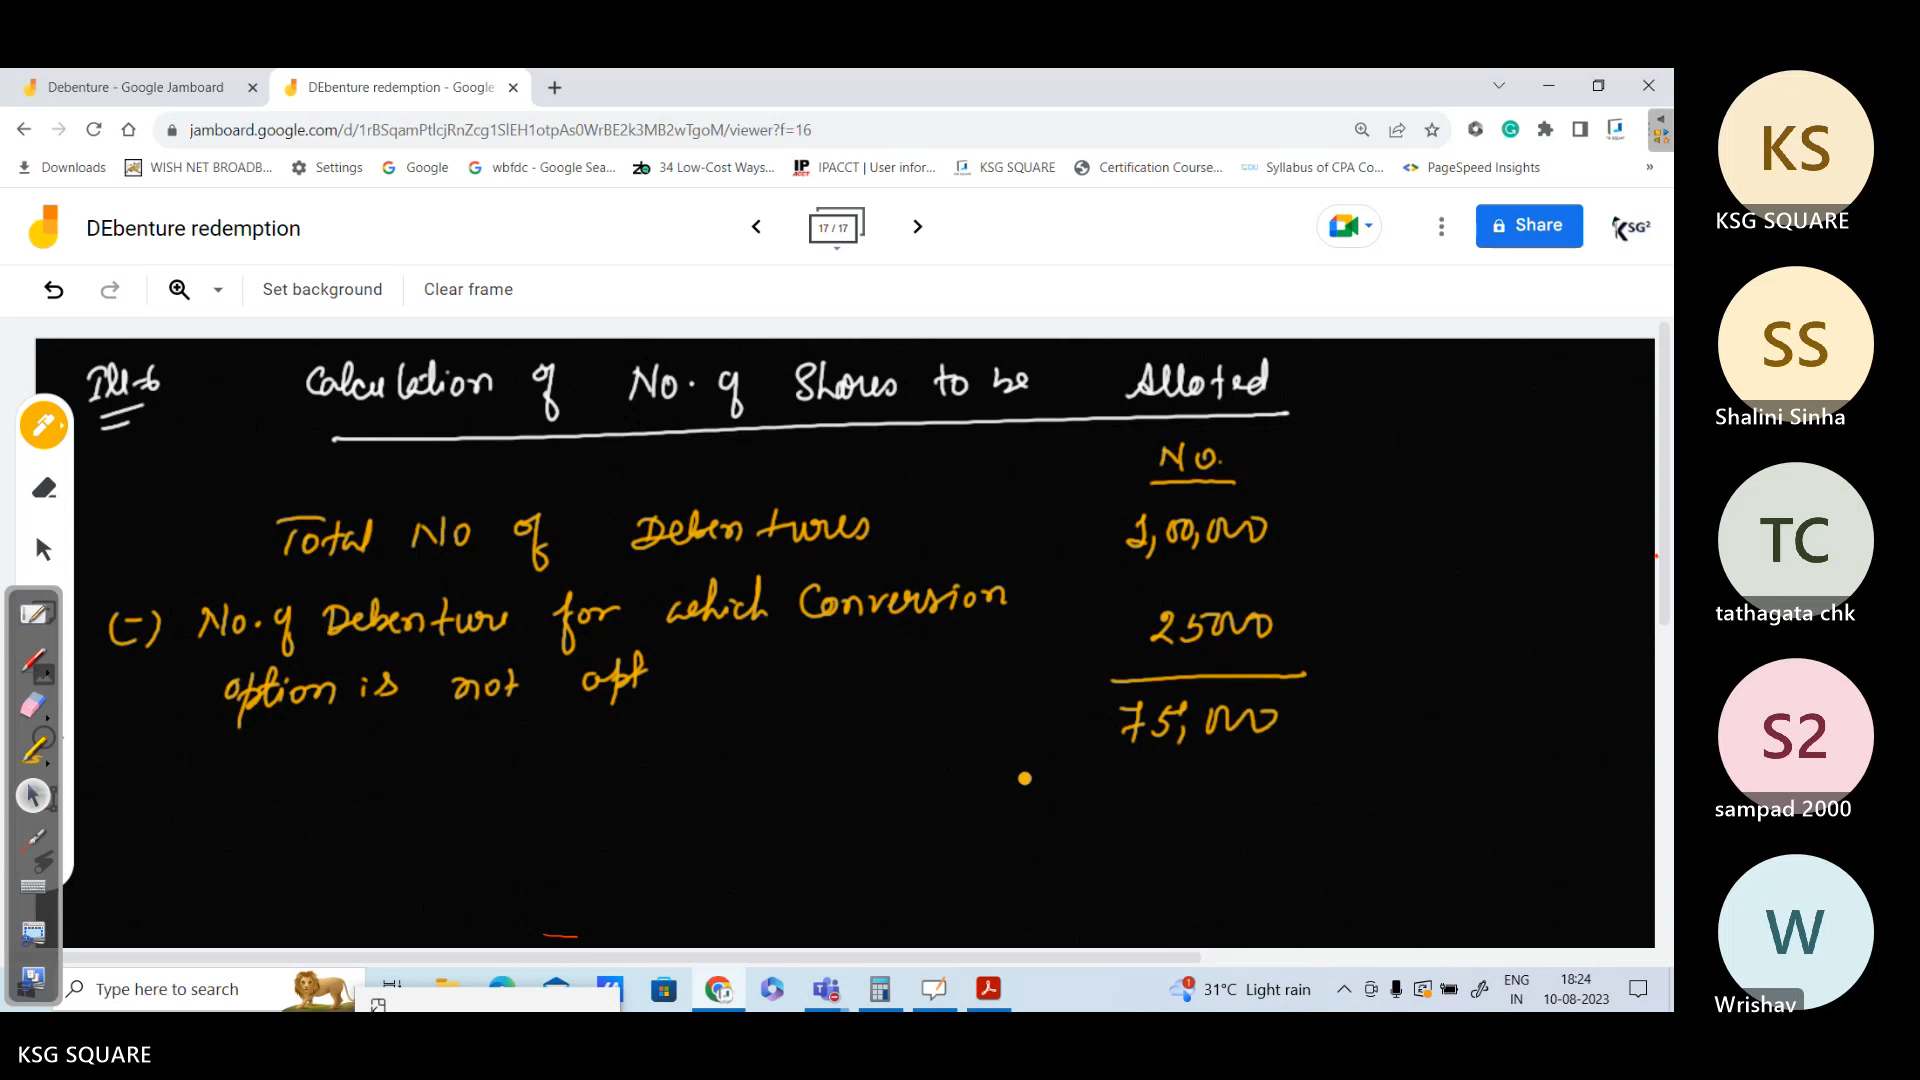 Debenture - Google Jamboard
DEbenture redemption - Google
jamboard.google.com/d/1rBSqamPtlcjRnZcg1SlEH1otpAs0WrBE2k3MB2wTgoM/viewer?f=16
Downloads WISH NET BROADB... Settings Google wbfdc - Google Sea... 34 Low-Cost Ways... IPACCT | User infor... KSG SQUARE Certification Course... Syllabus of CPA Co... PageSpeed Insights »
DEbenture redemption
17 / 17
Share
KSG²
Set background Clear frame
Ill-6 Calculation of No. of Shares to be Alloted
No.
Total No of Debentures 1,00,000
(-) No. of Debenture for which Conversion 25000
option is not opt
75,000
Type here to search
31°C Light rain
ENG
IN
18:24
10-08-2023
KS
KSG SQUARE
SS
Shalini Sinha
TC
tathagata chk
S2
sampad 2000
W
Wrishav
KSG SQUARE